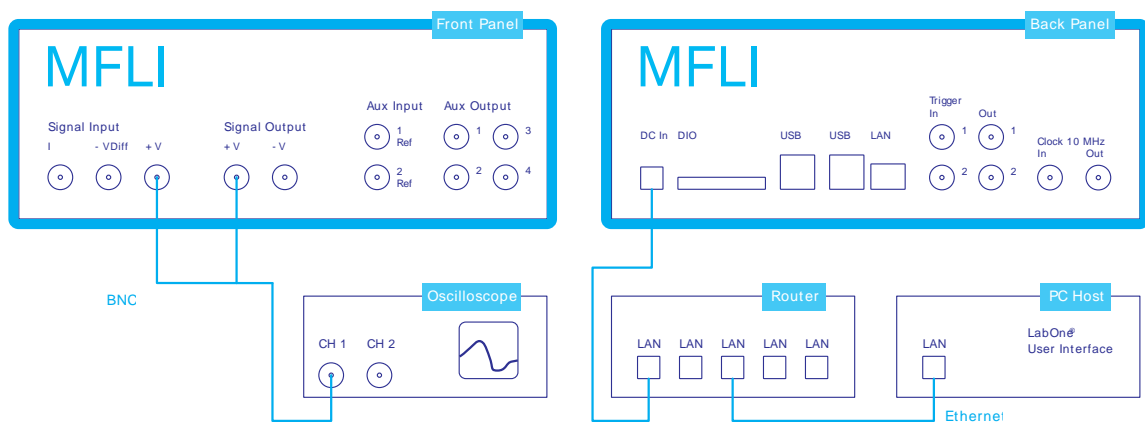 Front Panel
MFLI
Signal Input
I
- V Diff
+ V
Signal Output
+ V
- V
Aux Input
1
Ref
2
Ref
Aux Output
1
3
2
4
Back Panel
MFLI
DC In
DIO
USB
USB
LAN
Trigger
In
Out
1
1
2
2
Clock 10 MHz
In
Out
BNC
Oscilloscope
CH 1
CH 2
Router
LAN
LAN
LAN
LAN
LAN
PC Host
LAN
LabOne®
User Interface
Ethernet